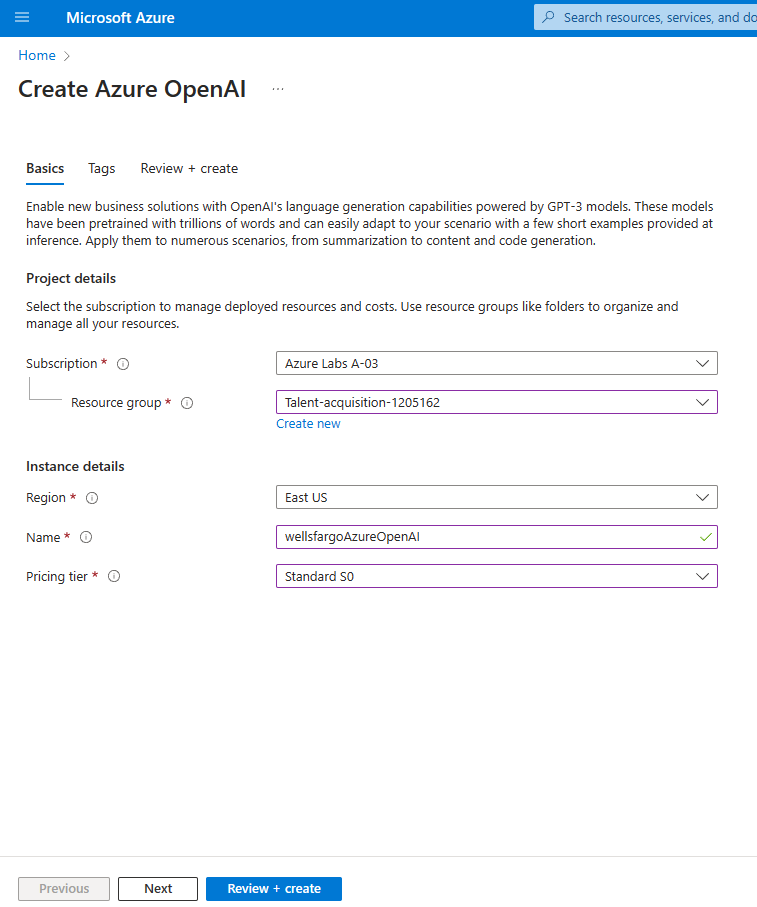 Microsoft Azure
Search resources, services, and do
Home
Create Azure OpenAI ...
Basics Tags Review + create
Enable new business solutions with OpenAI's language generation capabilities powered by GPT-3 models. These models
have been pretrained with trillions of words and can easily adapt to your scenario with a few short examples provided at
inference. Apply them to numerous scenarios, from summarization to content and code generation.
Project details
Select the subscription to manage deployed resources and costs. Use resource groups like folders to organize and
manage all your resources.
Subscription * Azure Labs A-03
Resource group * Talent-acquisition-1205162
Create new
Instance details
Region * East US
Name * wellsfargoAzureOpenAI
Pricing tier * Standard S0
Previous Next Review + create